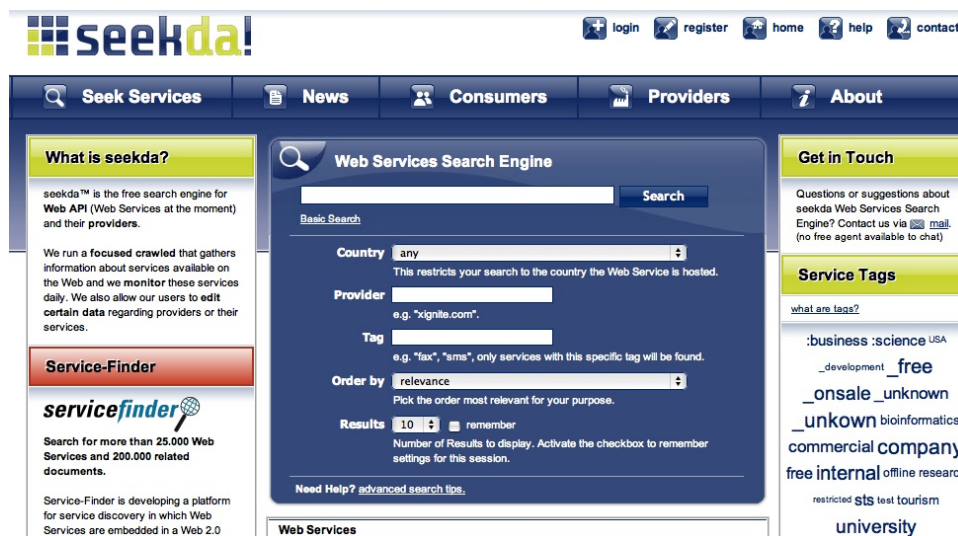 seekda!
login register home help contact
Seek Services News Consumers Providers About
What is seekda?
seekda™ is the free search engine for
Web API (Web Services at the moment)
and their providers.
We run a focused crawled that gathers
information about services available on
the Web and we monitor these services
daily. We also allow our users to edit
certain data regarding providers or their
services.
Service-Finder
servicefinder
Search for more than 25.000 Web
Services and 200.000 related
documents.
Service-Finder is developing a platform
for service discovery in which Web
Services are embedded in a Web 2.0
Web Services Search Engine
Search
Basic Search
Country any
This restricts your search to the country the Web Service is hosted.
Provider
e.g. "xignite.com".
Tag
e.g. "fax", "sms", only services with this specific tag will be found.
Order by relevance
Pick the order most relevant for your purpose.
Results 10 remember
Number of Results to display. Activate the checkbox to remember
settings for this session.
Need Help? advanced search tips.
Web Services
Get in Touch
Questions or suggestions about
seekda Web Services Search
Engine? Contact us via mail.
(no free agent available to chat)
Service Tags
what are tags?
:business :science USA
_development _free
_onsale _unknown
_unkown bioinformatics
commercial company
free internal offline researc
restricted sts test tourism
university